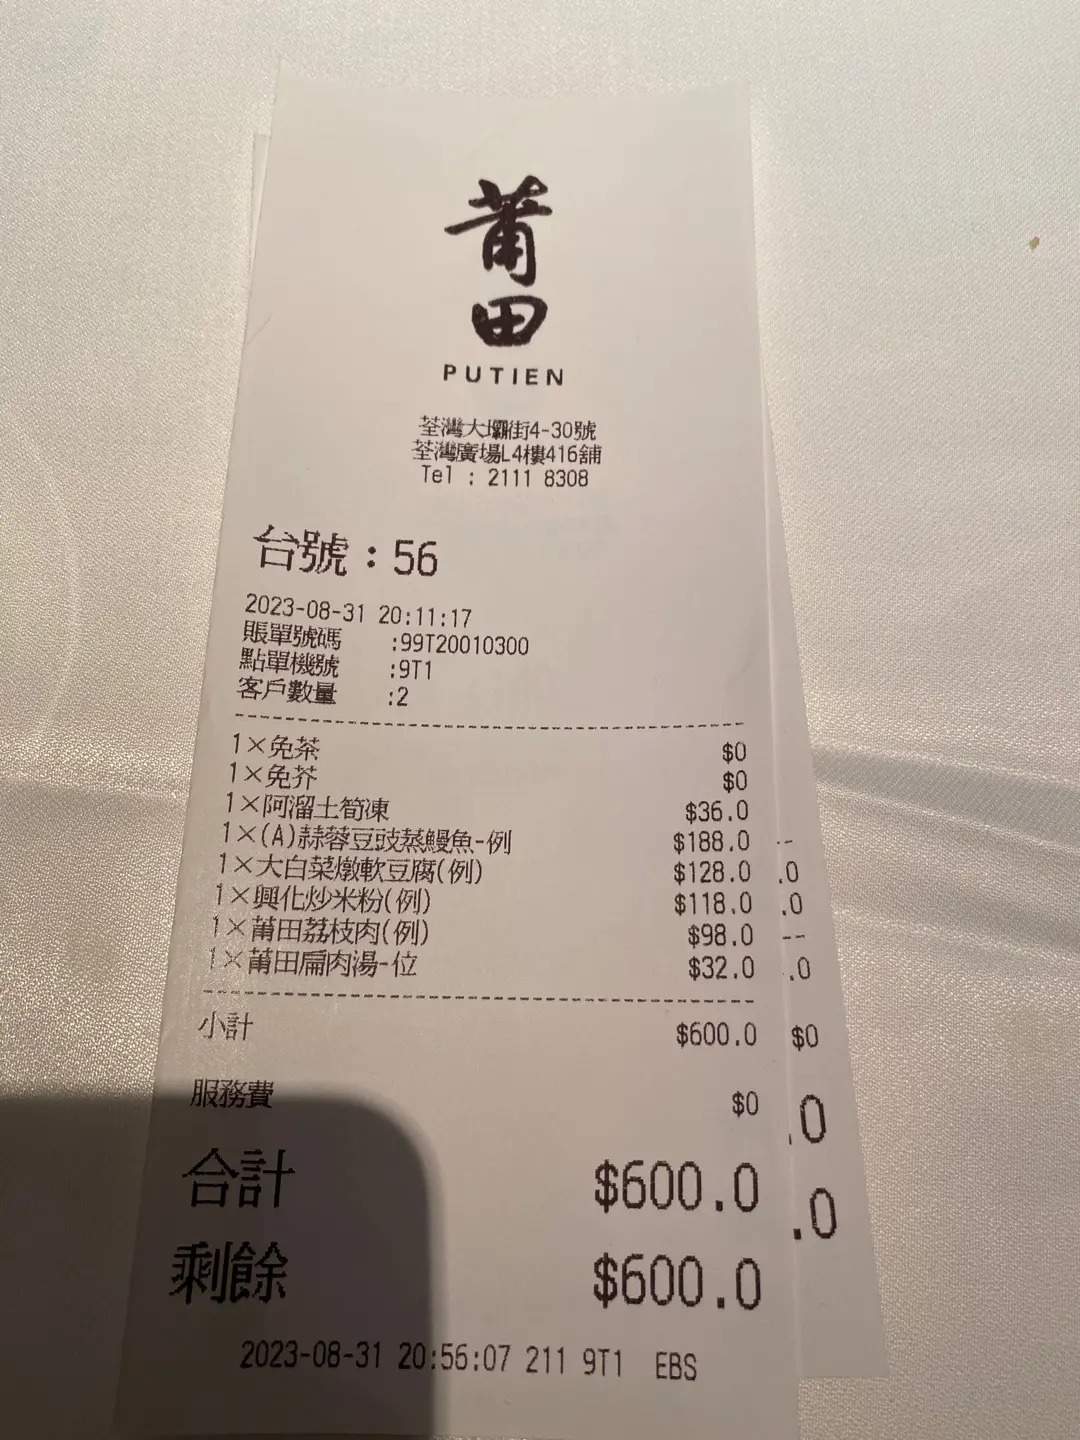 莆
田
PUTIEN
荃灣大壩街4-30號
荃灣廣場L4樓416舖
Tel : 2111 8308
台號：56
2023-08-31 20:11:17
賬單號碼 :99T20010300
點單機號 :9T1
客戶數量 :2
1×免茶 $0
1×免芥 $0
1×阿溜土筍凍 $36.0
1×(A)蒜蓉豆豉蒸鰻魚-例 $188.0
1×大白菜燉軟豆腐(例) $128.0
1×興化炒米粉(例) $118.0
1×莆田荔枝肉(例) $98.0
1×莆田扁肉湯-位 $32.0
小計 $600.0
服務費 $0
合計 $600.0
剩餘 $600.0
2023-08-31 20:56:07 211 9T1 EBS
.0
.0
.0
$0
.0
.0